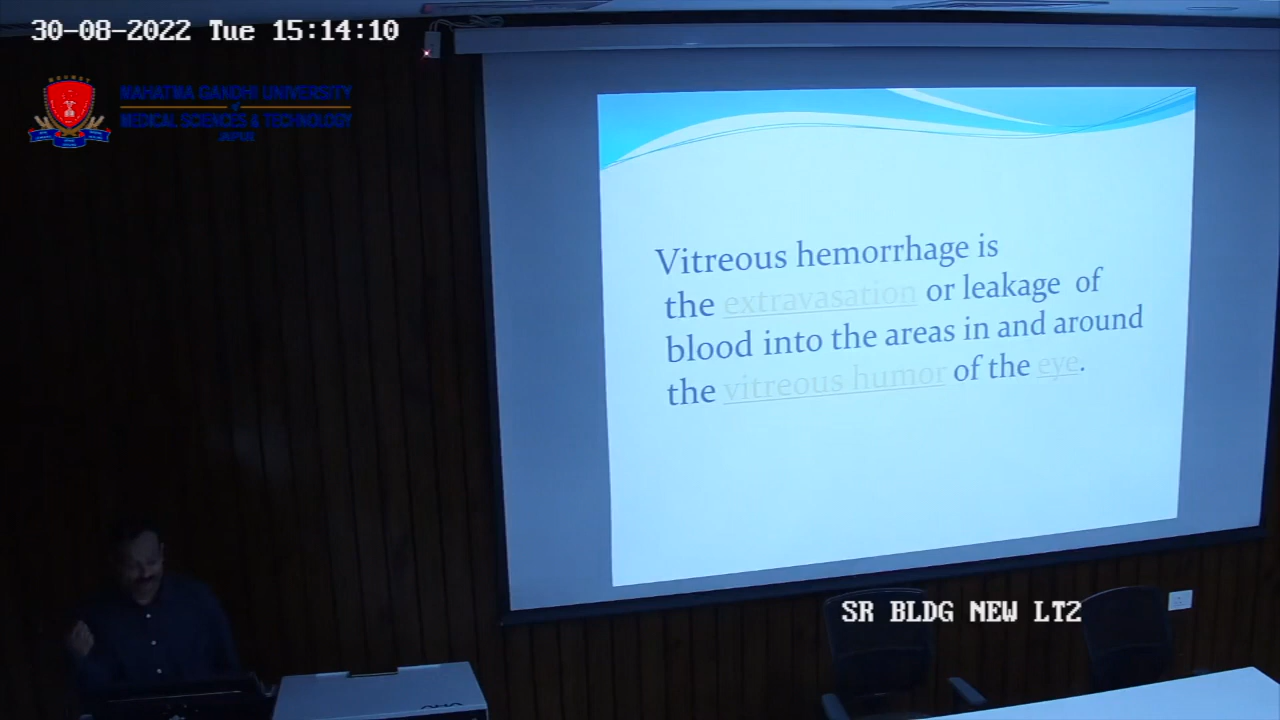 30-08-2022 Tue 15:14:10
MAHATMA GANDHI UNIVERSITY
of
MEDICAL SCIENCES & TECHNOLOGY
JAIPUR
Vitreous hemorrhage is
the extravasation or leakage of
blood into the areas in and around
the vitreous humor of the eye.
SR BLDG NEW LT2